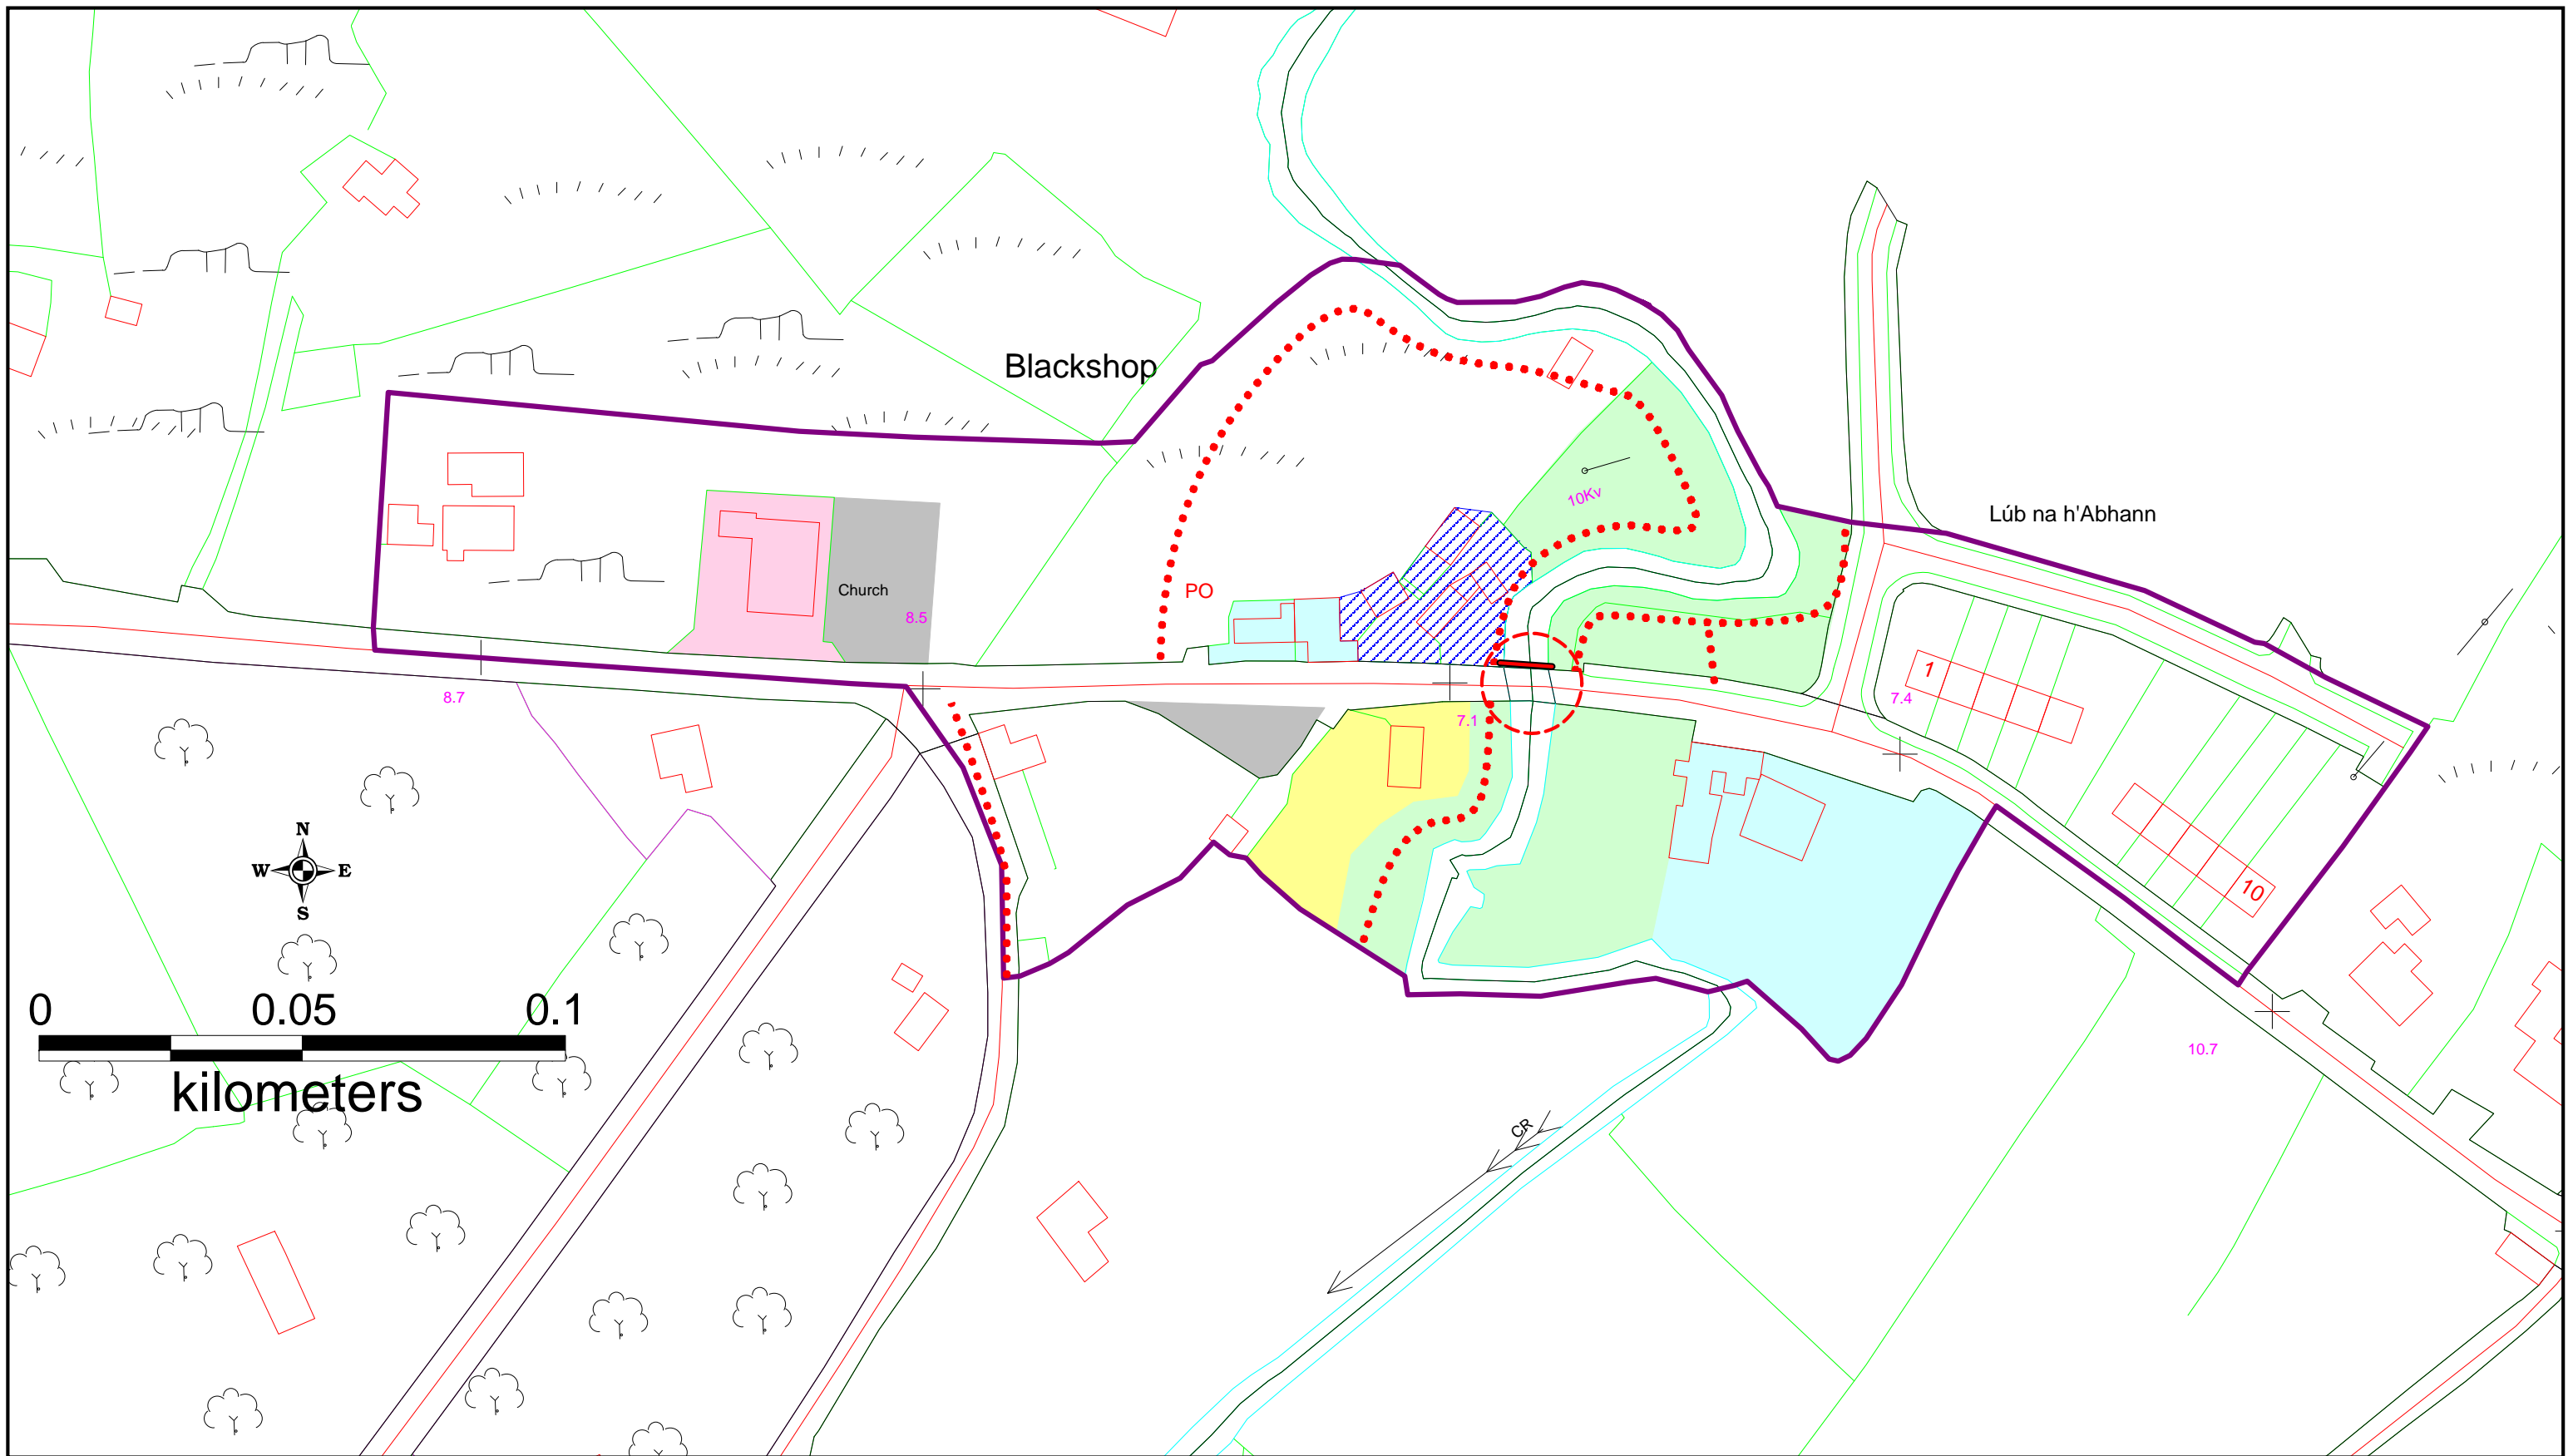 Blackshop
10Kv
Lúb na h'Abhann
PO
Church
8.5
8.7
7.1
7.4
1
10
N
W E
S
0 0.05 0.1
kilometers
10.7
CR